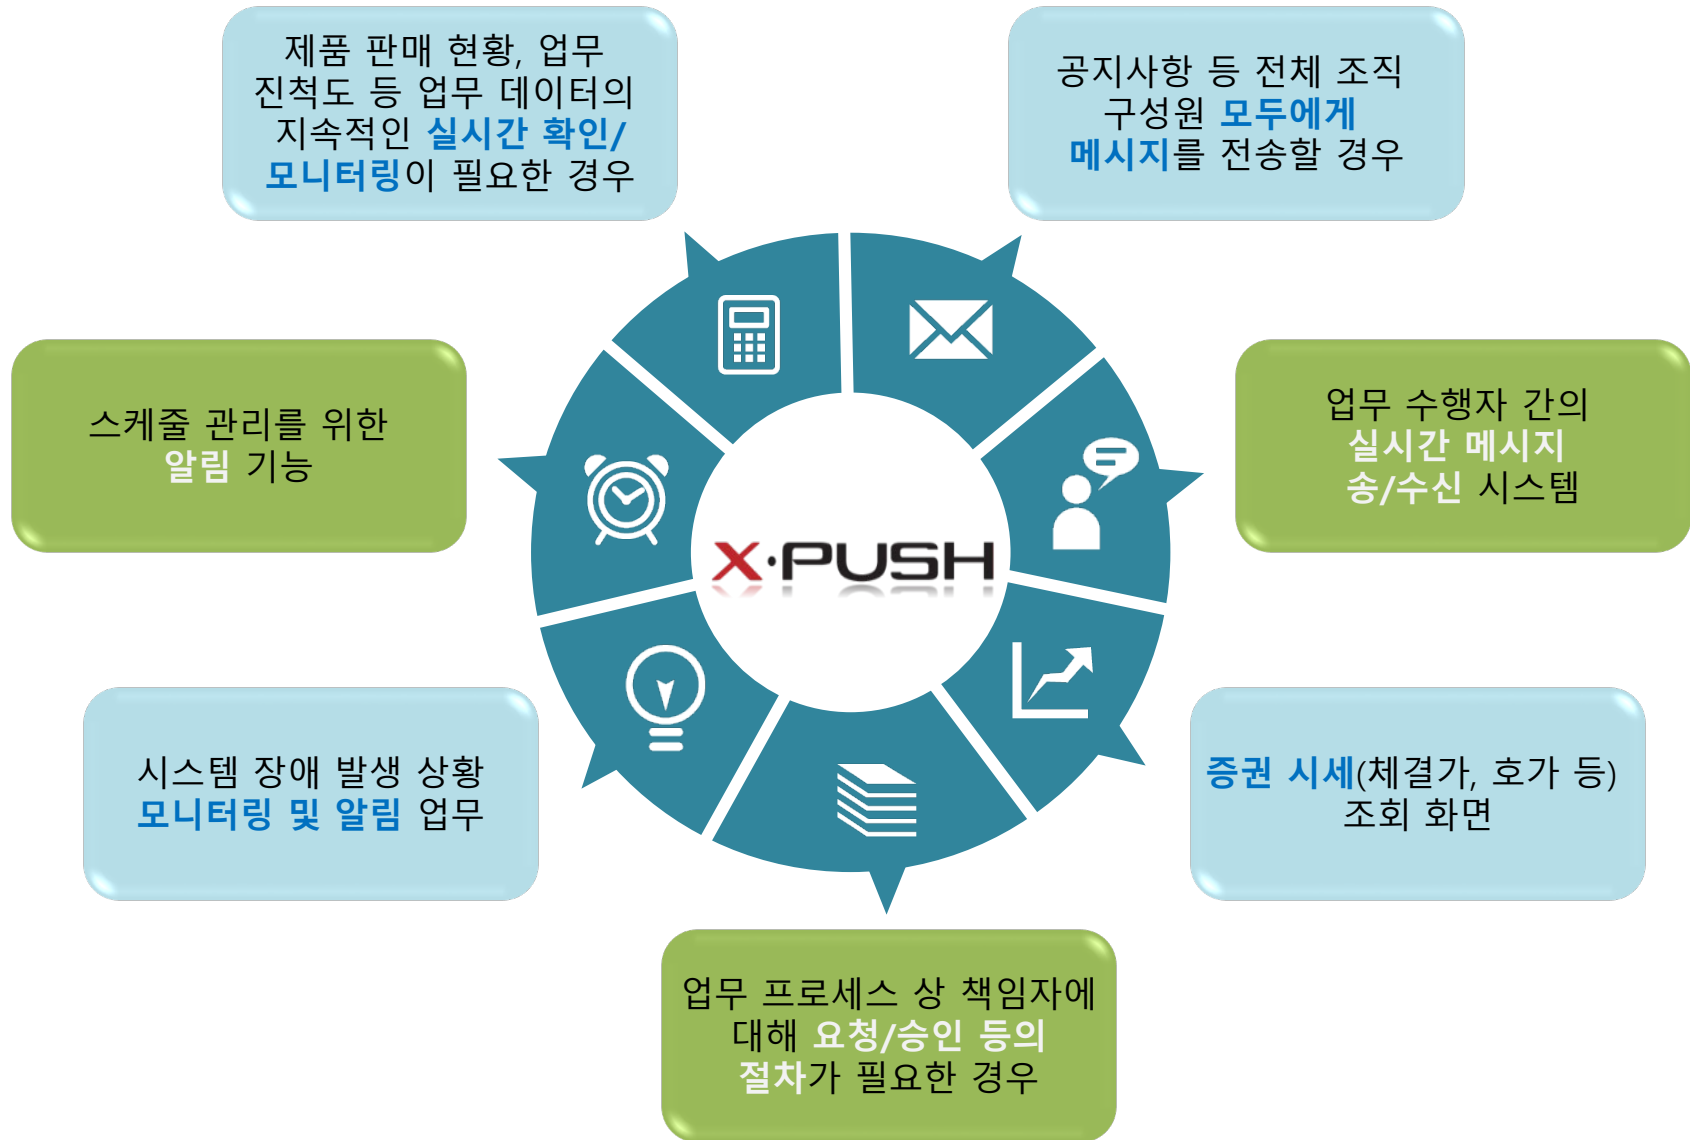 제품 판매 현황, 업무
진척도 등 업무 데이터의
지속적인 실시간 확인/
모니터링이 필요한 경우
공지사항 등 전체 조직
구성원 모두에게
메시지를 전송할 경우
스케줄 관리를 위한
알림 기능
업무 수행자 간의
실시간 메시지
송/수신 시스템
X·PUSH
시스템 장애 발생 상황
모니터링 및 알림 업무
증권 시세(체결가, 호가 등)
조회 화면
업무 프로세스 상 책임자에
대해 요청/승인 등의
절차가 필요한 경우